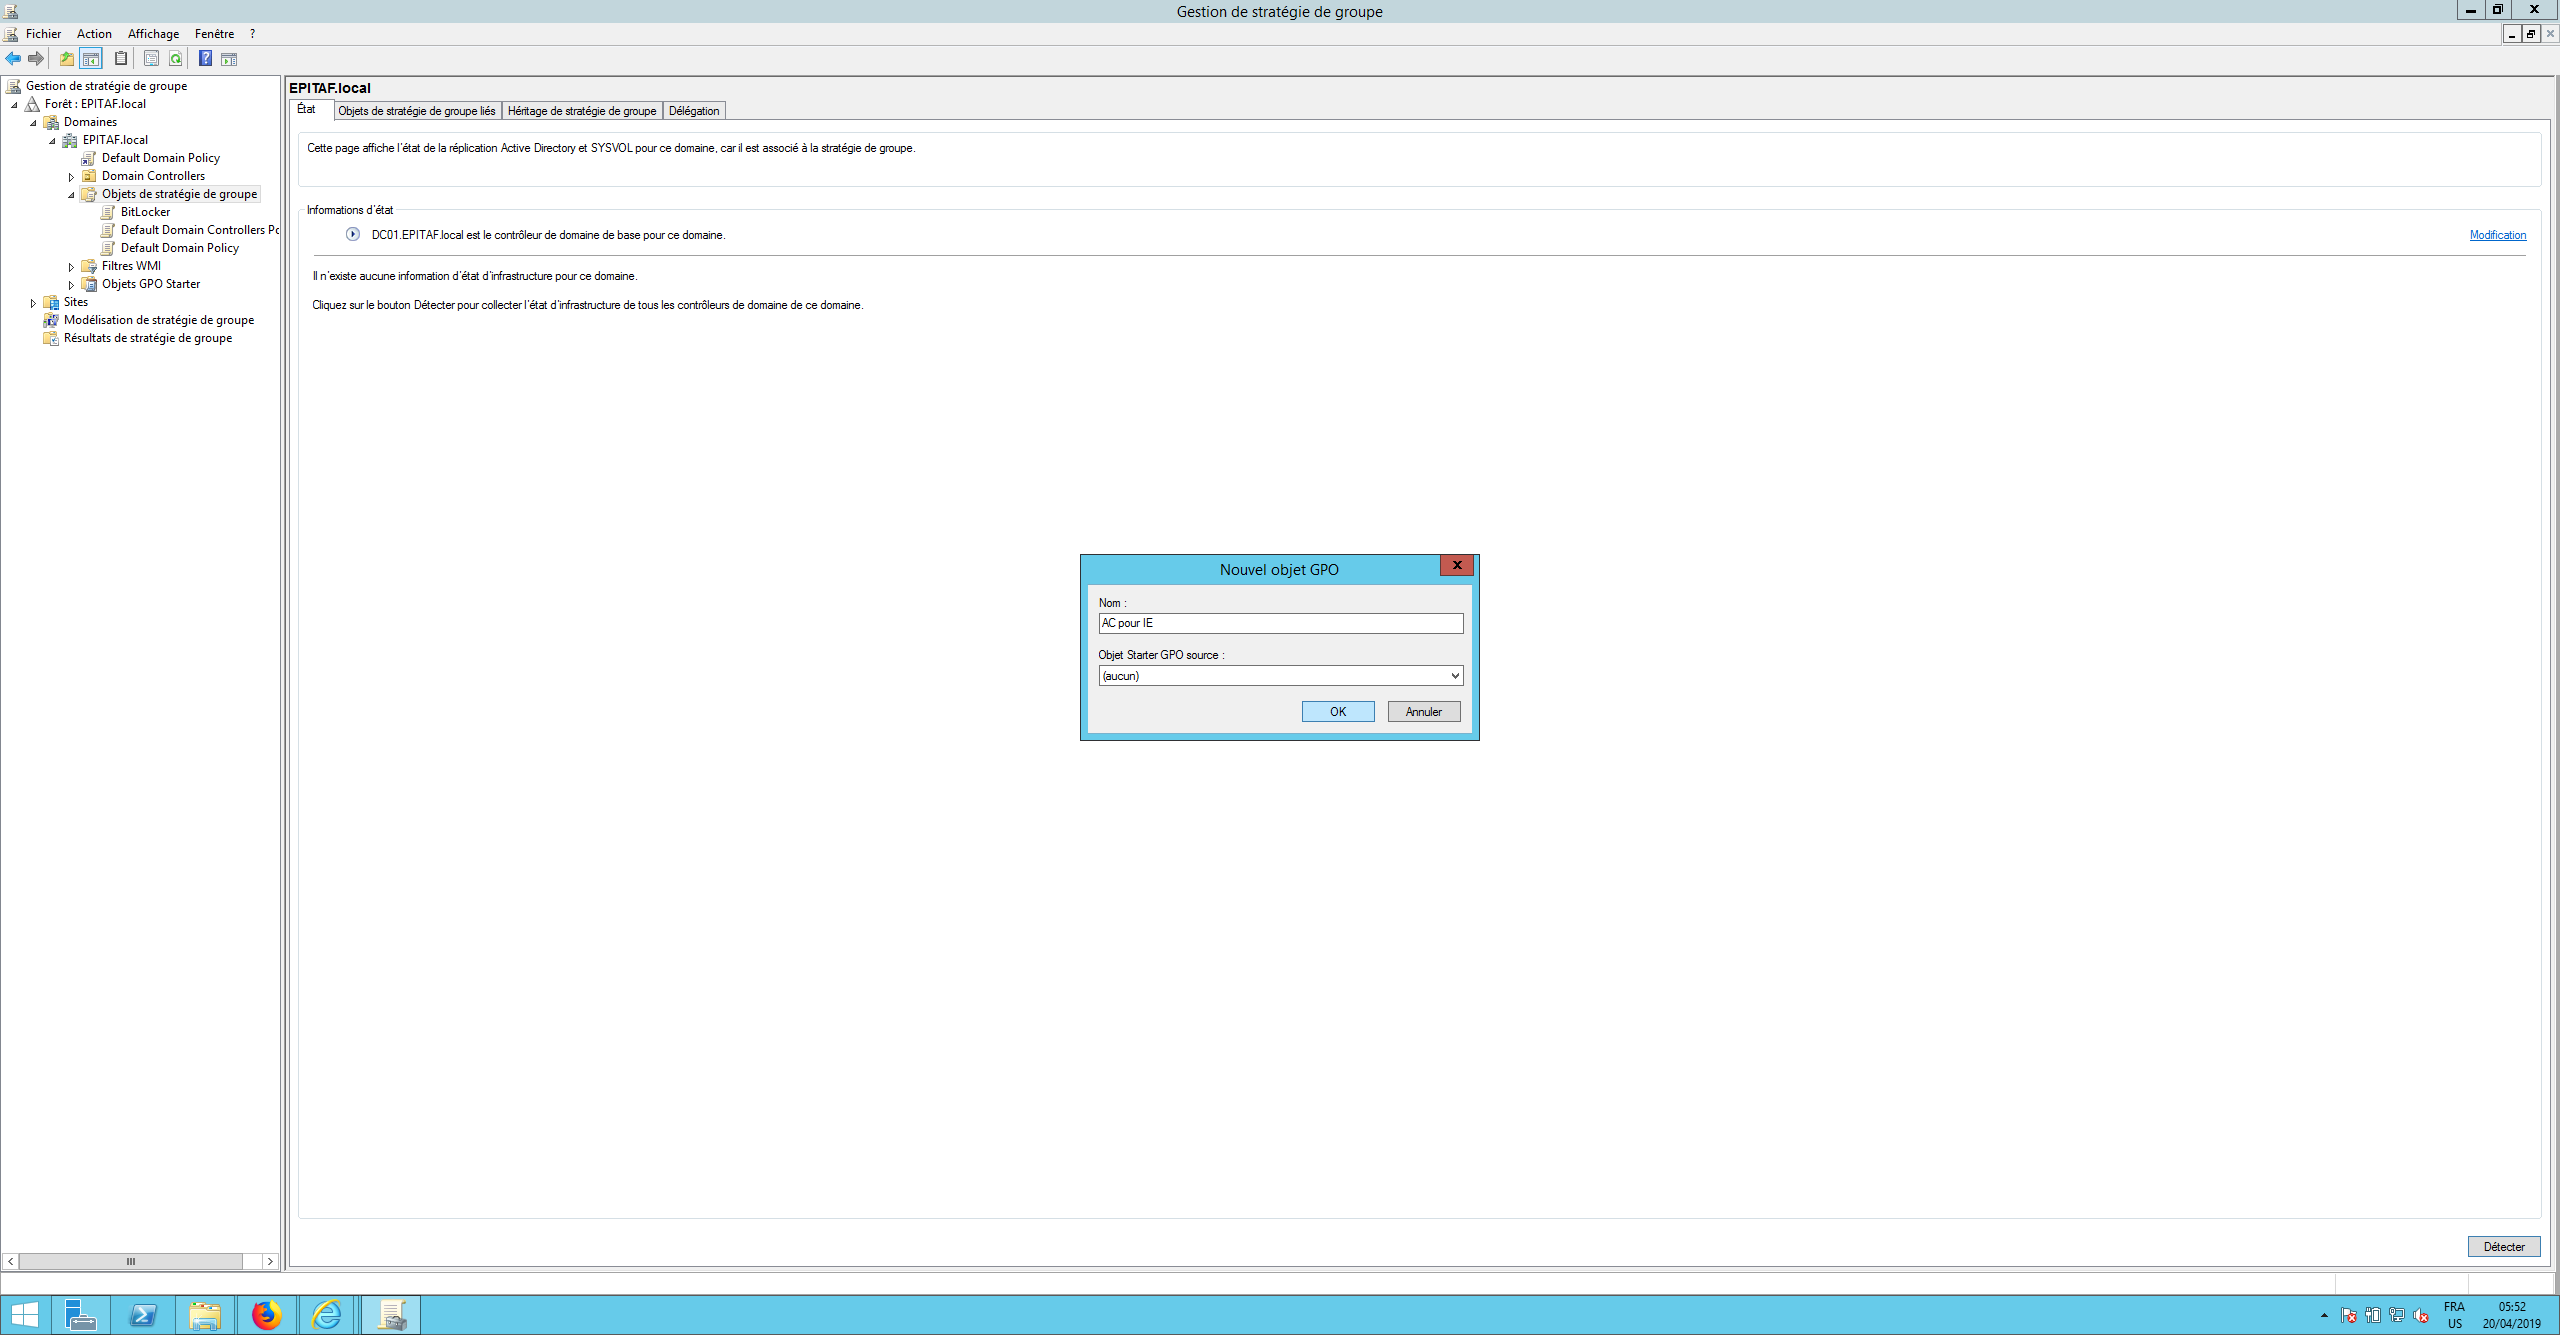 Gestion de stratégie de groupe
Fichier Action Affichage Fenêtre ?
Gestion de stratégie de groupe
Forêt : EPITAF.local
Domaines
EPITAF.local
Default Domain Policy
Domain Controllers
Objets de stratégie de groupe
BitLocker
Default Domain Controllers Po
Default Domain Policy
Filtres WMI
Objets GPO Starter
Sites
Modélisation de stratégie de groupe
Résultats de stratégie de groupe
EPITAF.local
État Objets de stratégie de groupe liés Héritage de stratégie de groupe Délégation
Cette page affiche l'état de la réplication Active Directory et SYSVOL pour ce domaine, car il est associé à la stratégie de groupe.
Informations d'état
DC01.EPITAF.local est le contrôleur de domaine de base pour ce domaine.
Modification
Il n'existe aucune information d'état d'infrastructure pour ce domaine.
Cliquez sur le bouton Détecter pour collecter l'état d'infrastructure de tous les contrôleurs de domaine de ce domaine.
Nouvel objet GPO
Nom :
AC pour IE
Objet Starter GPO source :
(aucun)
OK Annuler
Détecter
FRA 05:52
US 20/04/2019